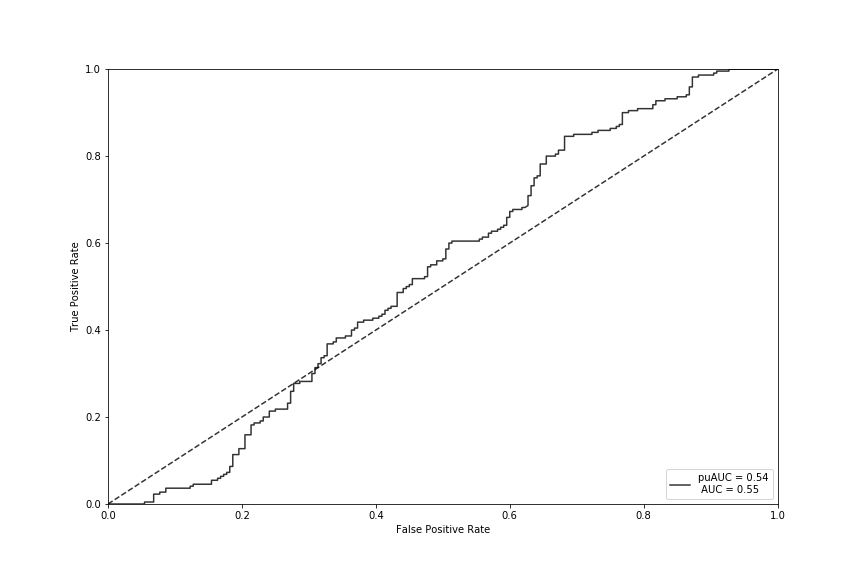 1.0
0.8
0.6
0.4
0.2
0.0
True Positive Rate
puAUC = 0.54
AUC = 0.55
0.0 0.2 0.4 0.6 0.8 1.0
False Positive Rate